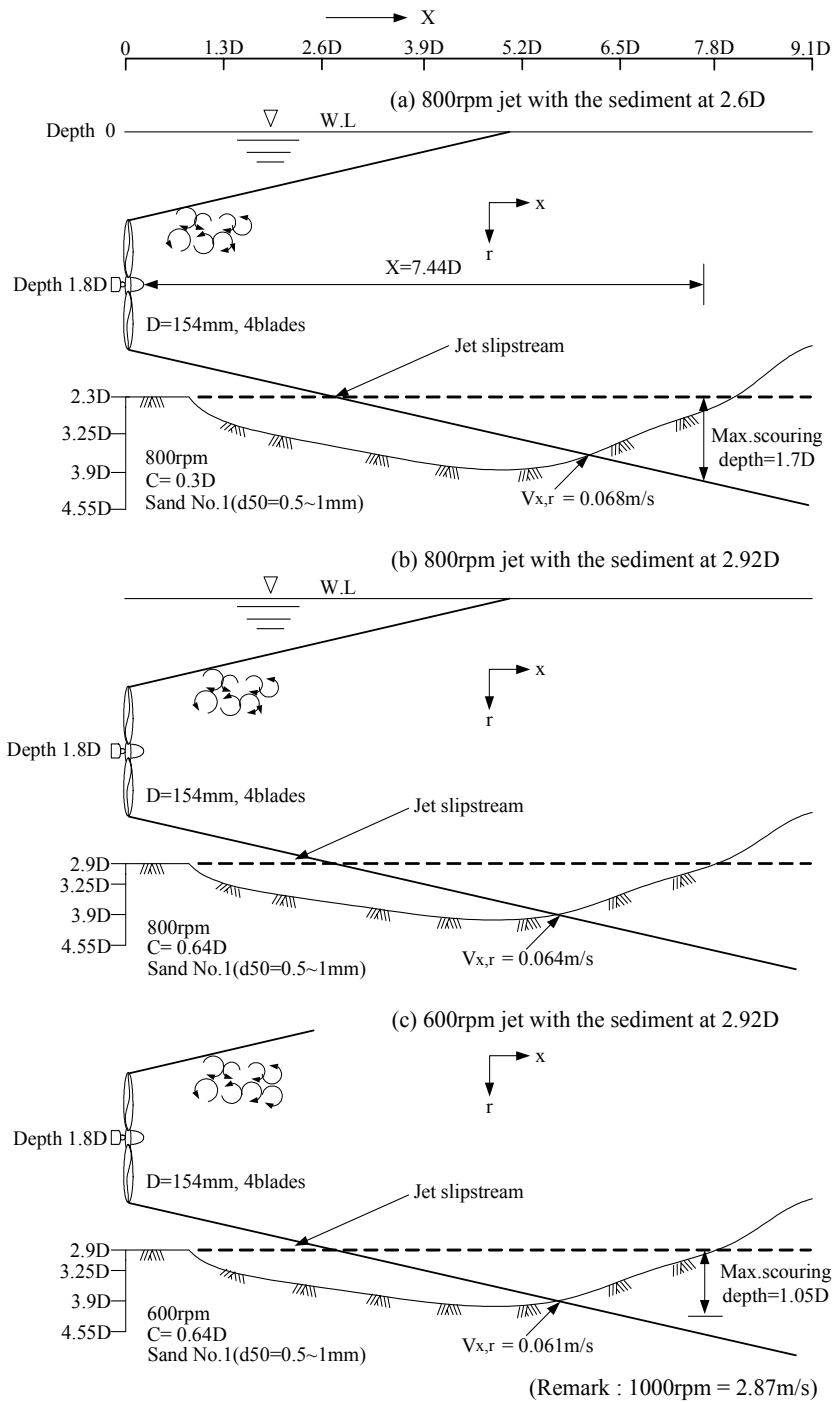 X
0 1.3D 2.6D 3.9D 5.2D 6.5D 7.8D 9.1D
(a) 800rpm jet with the sediment at 2.6D
Depth 0
W.L
x
r
X=7.44D
Depth 1.8D
D=154mm, 4blades
Jet slipstream
2.3D
3.25D
3.9D
4.55D
800rpm
C= 0.3D
Sand No.1(d50=0.5~1mm)
Max.scouring
depth=1.7D
Vx,r = 0.068m/s
(b) 800rpm jet with the sediment at 2.92D
W.L
x
r
Depth 1.8D
D=154mm, 4blades
Jet slipstream
2.9D
3.25D
3.9D
4.55D
800rpm
C= 0.64D
Sand No.1(d50=0.5~1mm)
Vx,r = 0.064m/s
(c) 600rpm jet with the sediment at 2.92D
x
r
Depth 1.8D
D=154mm, 4blades
Jet slipstream
2.9D
3.25D
3.9D
4.55D
600rpm
C= 0.64D
Sand No.1(d50=0.5~1mm)
Max.scouring
depth=1.05D
Vx,r = 0.061m/s
(Remark : 1000rpm = 2.87m/s)